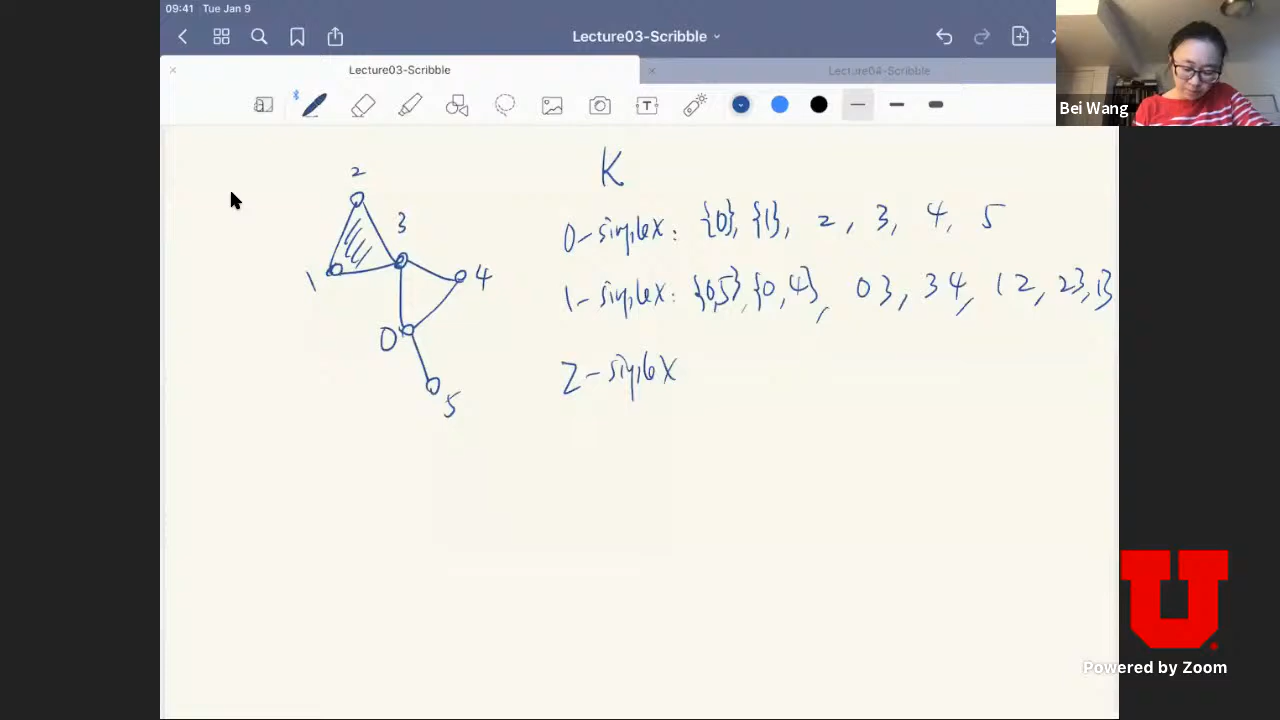 09:41 Tue Jan 9
Lecture03-Scribble
Lecture03-Scribble
Lecture04-Scribble
T
Bei Wang
K
2
3
1
4
0
5
0-simplex: {0}, {1}, 2, 3, 4, 5
1-simplex: {0,5}, {0,4}, 03, 34, 12, 23, 13
2-simplex
U
Powered by Zoom